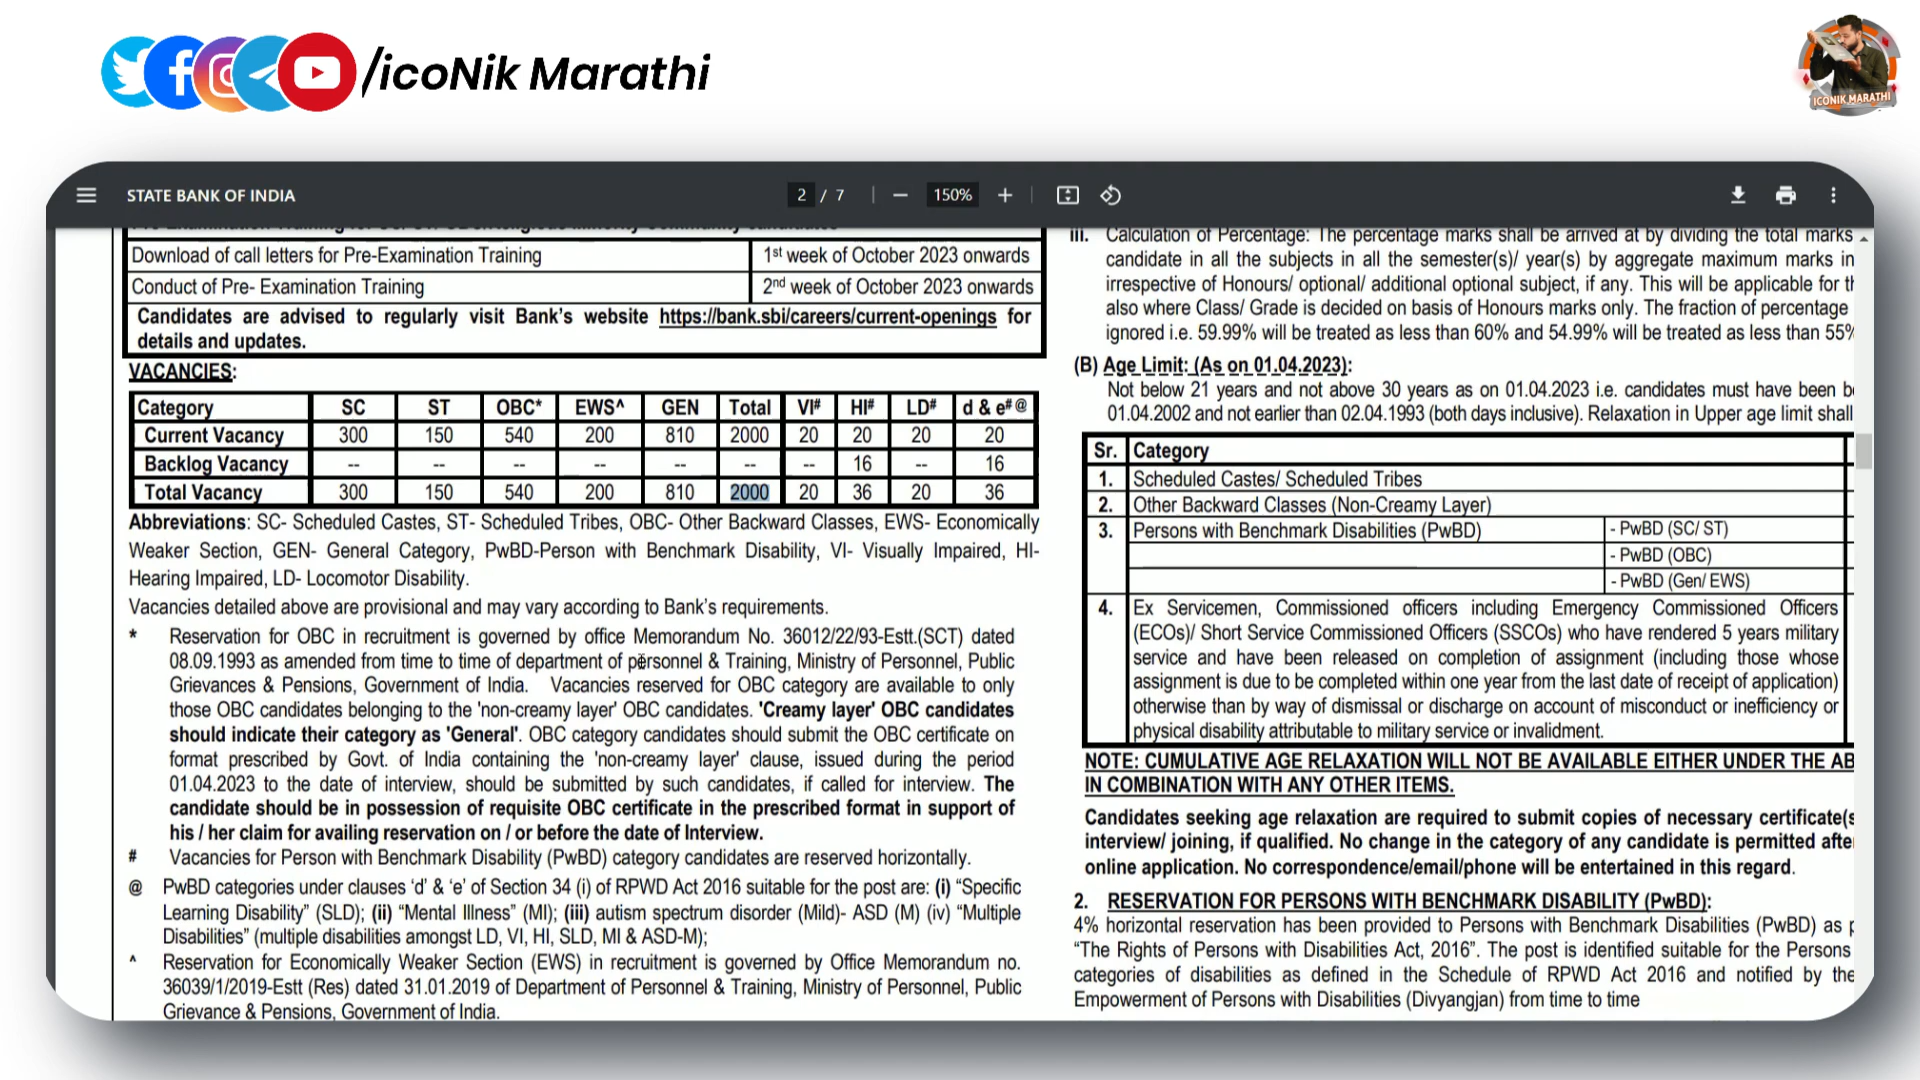 /icoNik Marathi
ICONIK MARATHI
STATE BANK OF INDIA
2 / 7
150%
Download of call letters for Pre-Examination Training 1st week of October 2023 onwards
Conduct of Pre- Examination Training 2nd week of October 2023 onwards
Candidates are advised to regularly visit Bank's website https://bank.sbi/careers/current-openings for
details and updates.
VACANCIES:
Category SC ST OBC* EWS^ GEN Total VI# HI# LD# d & e#@
Current Vacancy 300 150 540 200 810 2000 20 20 20 20
Backlog Vacancy -- -- -- -- -- -- -- 16 -- 16
Total Vacancy 300 150 540 200 810 2000 20 36 20 36
Abbreviations: SC- Scheduled Castes, ST- Scheduled Tribes, OBC- Other Backward Classes, EWS- Economically
Weaker Section, GEN- General Category, PwBD-Person with Benchmark Disability, VI- Visually Impaired, HI-
Hearing Impaired, LD- Locomotor Disability.
Vacancies detailed above are provisional and may vary according to Bank's requirements.
* Reservation for OBC in recruitment is governed by office Memorandum No. 36012/22/93-Estt.(SCT) dated
08.09.1993 as amended from time to time of department of personnel & Training, Ministry of Personnel, Public
Grievances & Pensions, Government of India. Vacancies reserved for OBC category are available to only
those OBC candidates belonging to the 'non-creamy layer' OBC candidates. 'Creamy layer' OBC candidates
should indicate their category as 'General'. OBC category candidates should submit the OBC certificate on
format prescribed by Govt. of India containing the 'non-creamy layer' clause, issued during the period
01.04.2023 to the date of interview, should be submitted by such candidates, if called for interview. The
candidate should be in possession of requisite OBC certificate in the prescribed format in support of
his / her claim for availing reservation on / or before the date of Interview.
# Vacancies for Person with Benchmark Disability (PwBD) category candidates are reserved horizontally.
@ PwBD categories under clauses 'd' & 'e' of Section 34 (i) of RPWD Act 2016 suitable for the post are: (i) "Specific
Learning Disability" (SLD); (ii) "Mental Illness" (MI); (iii) autism spectrum disorder (Mild)- ASD (M) (iv) "Multiple
Disabilities" (multiple disabilities amongst LD, VI, HI, SLD, MI & ASD-M);
^ Reservation for Economically Weaker Section (EWS) in recruitment is governed by Office Memorandum no.
36039/1/2019-Estt (Res) dated 31.01.2019 of Department of Personnel & Training, Ministry of Personnel, Public
Grievance & Pensions, Government of India.
iii. Calculation of Percentage: The percentage marks shall be arrived at by dividing the total marks
candidate in all the subjects in all the semester(s)/ year(s) by aggregate maximum marks in
irrespective of Honours/ optional/ additional optional subject, if any. This will be applicable for
also where Class/ Grade is decided on basis of Honours marks only. The fraction of percentage
ignored i.e. 59.99% will be treated as less than 60% and 54.99% will be treated as less than 55%
(B) Age Limit: (As on 01.04.2023):
Not below 21 years and not above 30 years as on 01.04.2023 i.e. candidates must have been
01.04.2002 and not earlier than 02.04.1993 (both days inclusive). Relaxation in Upper age limit shall
Sr. Category
1. Scheduled Castes/ Scheduled Tribes
2. Other Backward Classes (Non-Creamy Layer)
3. Persons with Benchmark Disabilities (PwBD) - PwBD (SC/ ST)
- PwBD (OBC)
- PwBD (Gen/ EWS)
4. Ex Servicemen, Commissioned officers including Emergency Commissioned Officers
(ECOs)/ Short Service Commissioned Officers (SSCOs) who have rendered 5 years military
service and have been released on completion of assignment (including those whose
assignment is due to be completed within one year from the last date of receipt of application)
otherwise than by way of dismissal or discharge on account of misconduct or inefficiency or
physical disability attributable to military service or invalidment.
NOTE: CUMULATIVE AGE RELAXATION WILL NOT BE AVAILABLE EITHER UNDER THE AB
IN COMBINATION WITH ANY OTHER ITEMS.
Candidates seeking age relaxation are required to submit copies of necessary certificate(s
interview/ joining, if qualified. No change in the category of any candidate is permitted afte
online application. No correspondence/email/phone will be entertained in this regard.
2. RESERVATION FOR PERSONS WITH BENCHMARK DISABILITY (PwBD):
4% horizontal reservation has been provided to Persons with Benchmark Disabilities (PwBD) as
"The Rights of Persons with Disabilities Act, 2016". The post is identified suitable for the Persons
categories of disabilities as defined in the Schedule of RPWD Act 2016 and notified by the
Empowerment of Persons with Disabilities (Divyangjan) from time to time